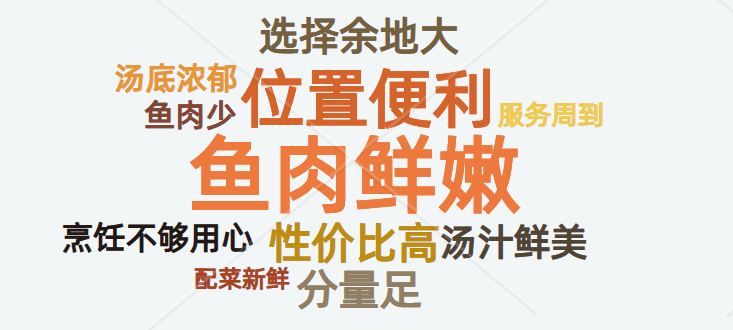 选择余地大
汤底浓郁
位置便利
鱼肉少
服务周到
鱼肉鲜嫩
烹饪不够用心
性价比高
汤汁鲜美
配菜新鲜
分量足